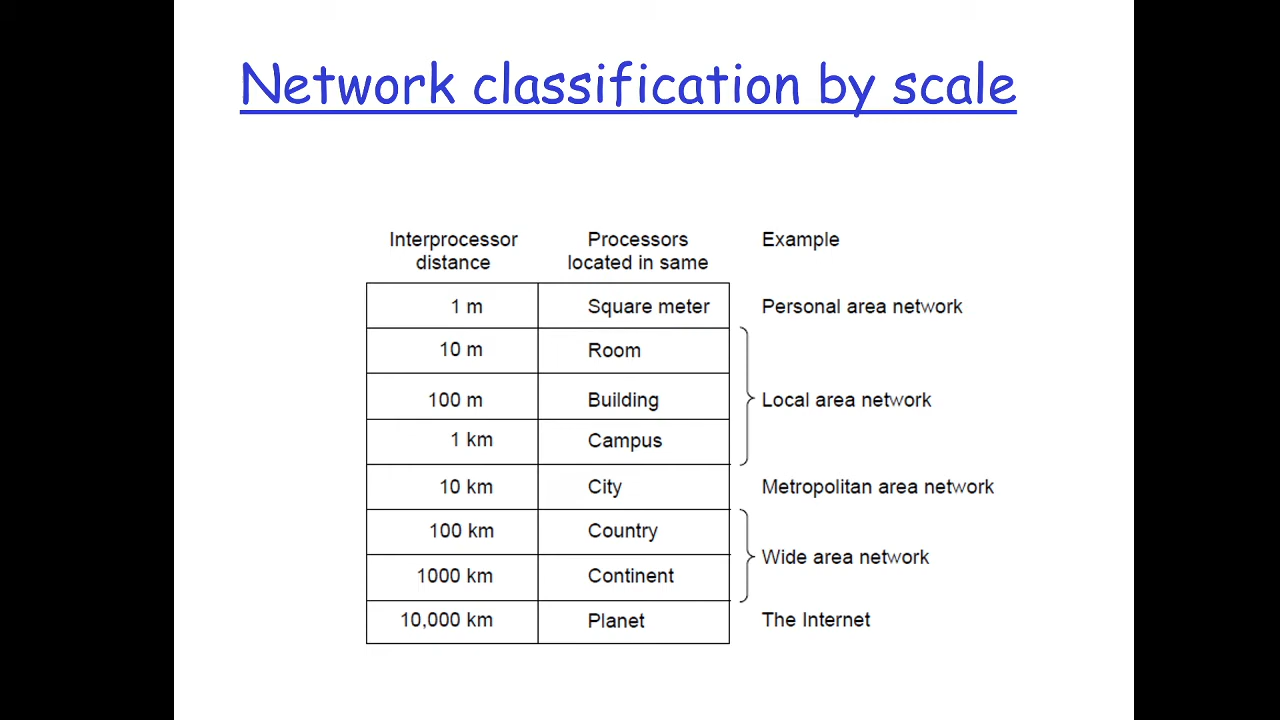 Network classification by scale
Interprocessor distance Processors located in same Example
1 m Square meter Personal area network
10 m Room
100 m Building Local area network
1 km Campus
10 km City Metropolitan area network
100 km Country
Wide area network
1000 km Continent
10,000 km Planet The Internet